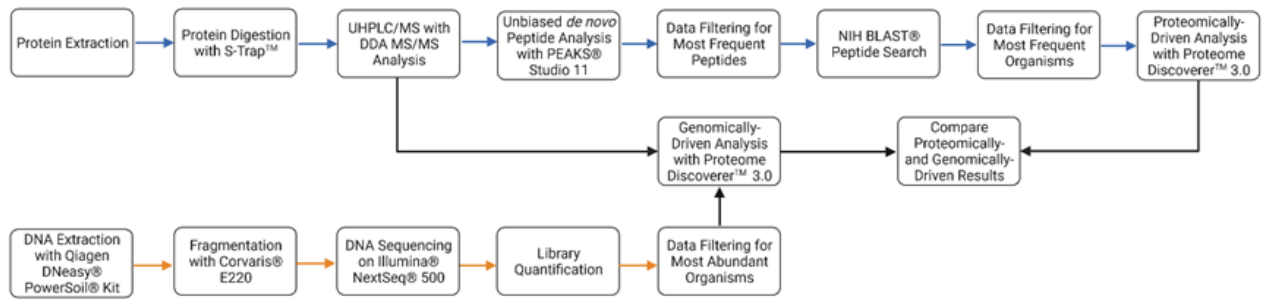 Protein Extraction
Protein Digestion
with S-Trap™
UHPLC/MS with
DDA MS/MS
Analysis
Unbiased de novo
Peptide Analysis
with PEAKS®
Studio 11
Data Filtering for
Most Frequent
Peptides
NIH BLAST®
Peptide Search
Data Filtering for
Most Frequent
Organisms
Proteomically-
Driven Analysis
with Proteome
Discoverer™ 3.0
Genomically-
Driven Analysis
with Proteome
Discoverer™ 3.0
Compare
Proteomically-
and Genomically-
Driven Results
DNA Extraction
with Qiagen
DNeasy®
PowerSoil® Kit
Fragmentation
with Corvaris®
E220
DNA Sequencing
on Illumina®
NextSeq® 500
Library
Quantification
Data Filtering for
Most Abundant
Organisms